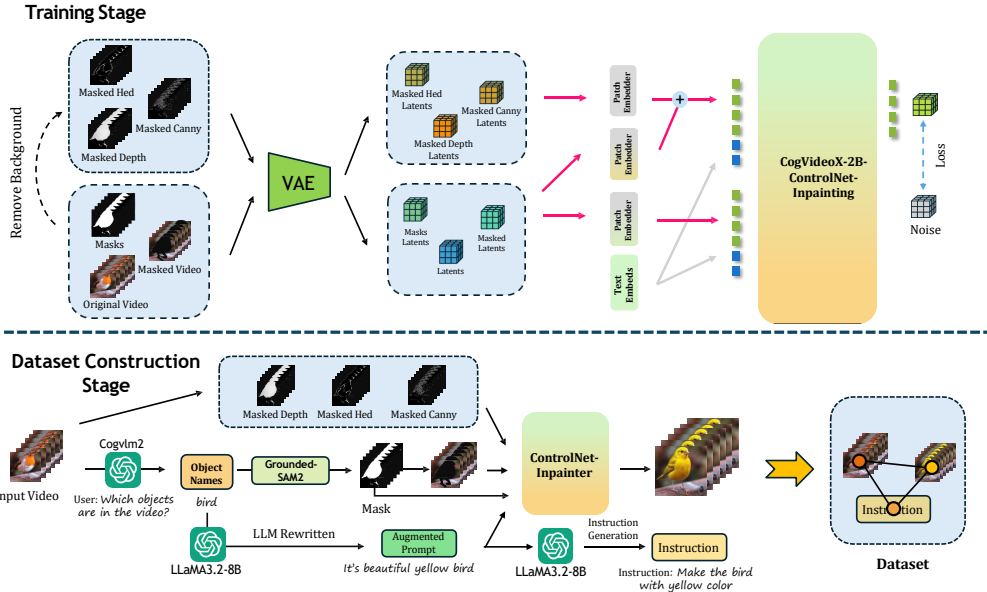 Training Stage
Remove Background
Masked Hed
Masked Canny
Masked Depth
Masks
Masked Video
Original Video
VAE
Masked Hed
Latents
Masked Canny
Latents
Masked Depth
Latents
Masks
Latents
Masked
Latents
Latents
Patch
Embedder
Patch
Embedder
Patch
Embedder
Text
Embeds
+
CogVideoX-2B-
ControlNet-
Inpainting
Loss
Noise
Dataset Construction
Stage
Masked Depth
Masked Hed
Masked Canny
nput Video
Cogvlm2
User: Which objects
are in the video?
Object
Names
bird
Grounded-
SAM2
Mask
LLaMA3.2-8B
LLM Rewritten
Augmented
Prompt
It's beautiful yellow bird
ControlNet-
Inpainter
LLaMA3.2-8B
Instruction
Generation
Instruction
Instruction: Make the bird
with yellow color
Instruction
Dataset